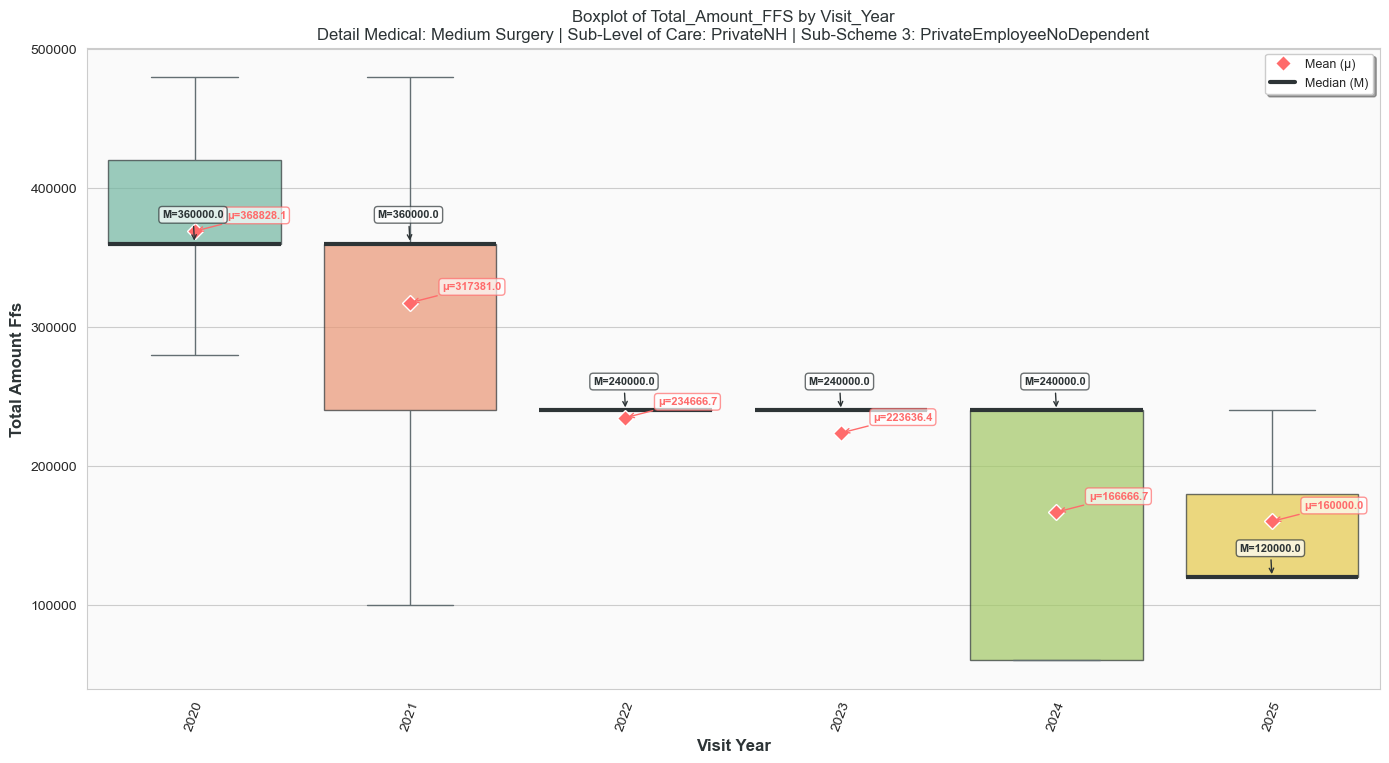 Boxplot of Total_Amount_FFS by Visit_Year
Detail Medical: Medium Surgery | Sub-Level of Care: PrivateNH | Sub-Scheme 3: PrivateEmployeeNoDependent
Mean (μ)
Median (M)
Total Amount Ffs
500000
400000
300000
200000
100000
M=360000.0
μ=368828.1
M=360000.0
μ=317381.0
M=240000.0
μ=234666.7
M=240000.0
μ=223636.4
M=240000.0
μ=166666.7
M=120000.0
μ=160000.0
2020
2021
2022
2023
2024
2025
Visit Year